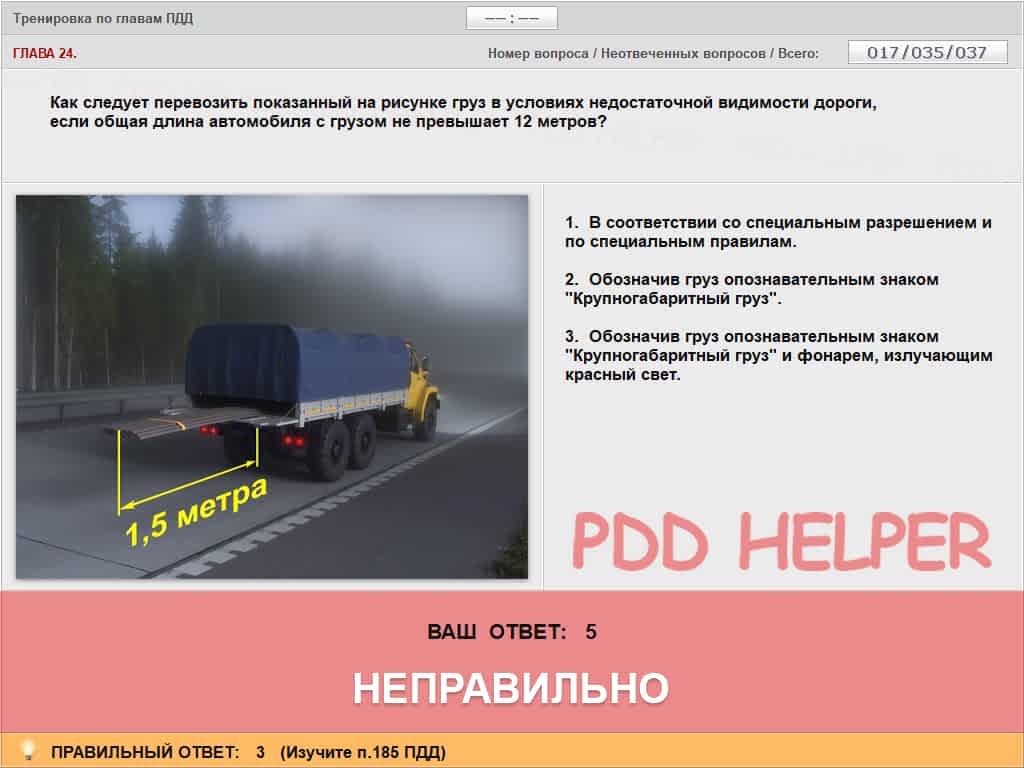 Тренировка по главам ПДД
–– : ––
ГЛАВА 24.
Номер вопроса / Неотвеченных вопросов / Всего:
017/035/037
Как следует перевозить показанный на рисунке груз в условиях недостаточной видимости дороги,
если общая длина автомобиля с грузом не превышает 12 метров?
1. В соответствии со специальным разрешением и
по специальным правилам.
2. Обозначив груз опознавательным знаком
"Крупногабаритный груз".
3. Обозначив груз опознавательным знаком
"Крупногабаритный груз" и фонарем, излучающим
красный свет.
1,5 метра
PDD HELPER
ВАШ ОТВЕТ: 5
НЕПРАВИЛЬНО
ПРАВИЛЬНЫЙ ОТВЕТ: 3 (Изучите п.185 ПДД)